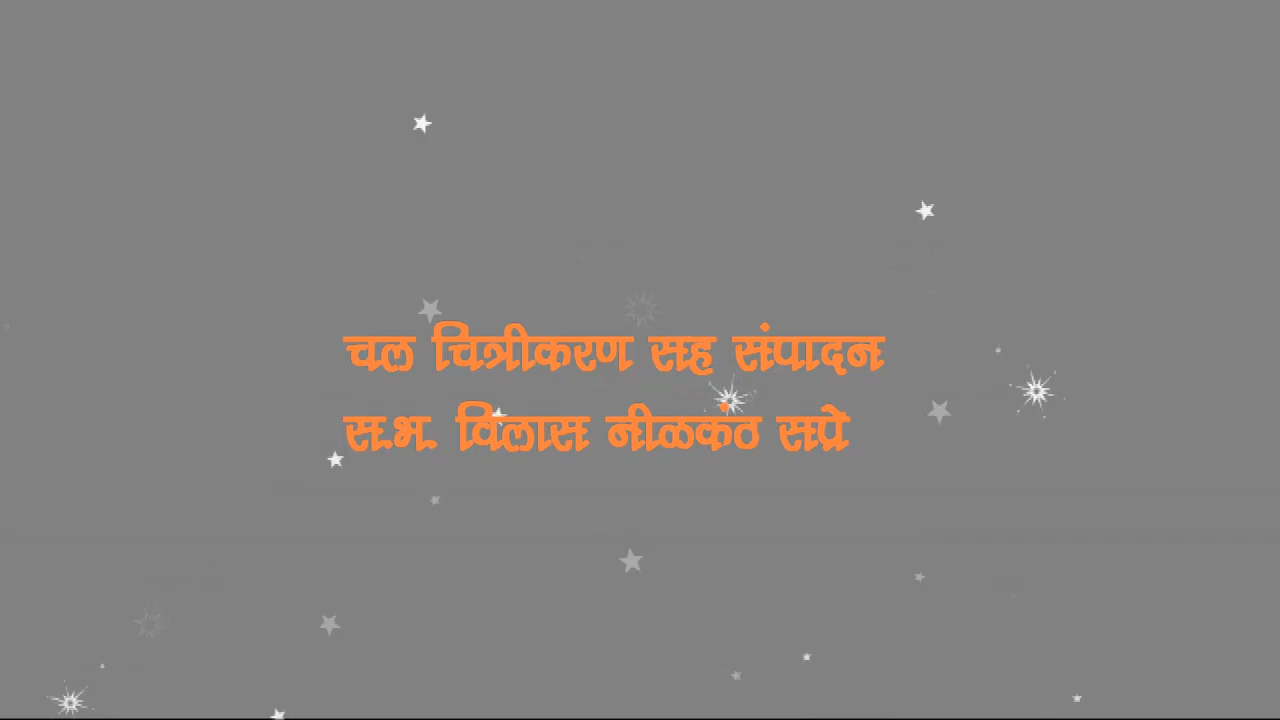 चल चित्रीकरण सह संपादन
स.भ. विलास नीळकंठ सप्रे